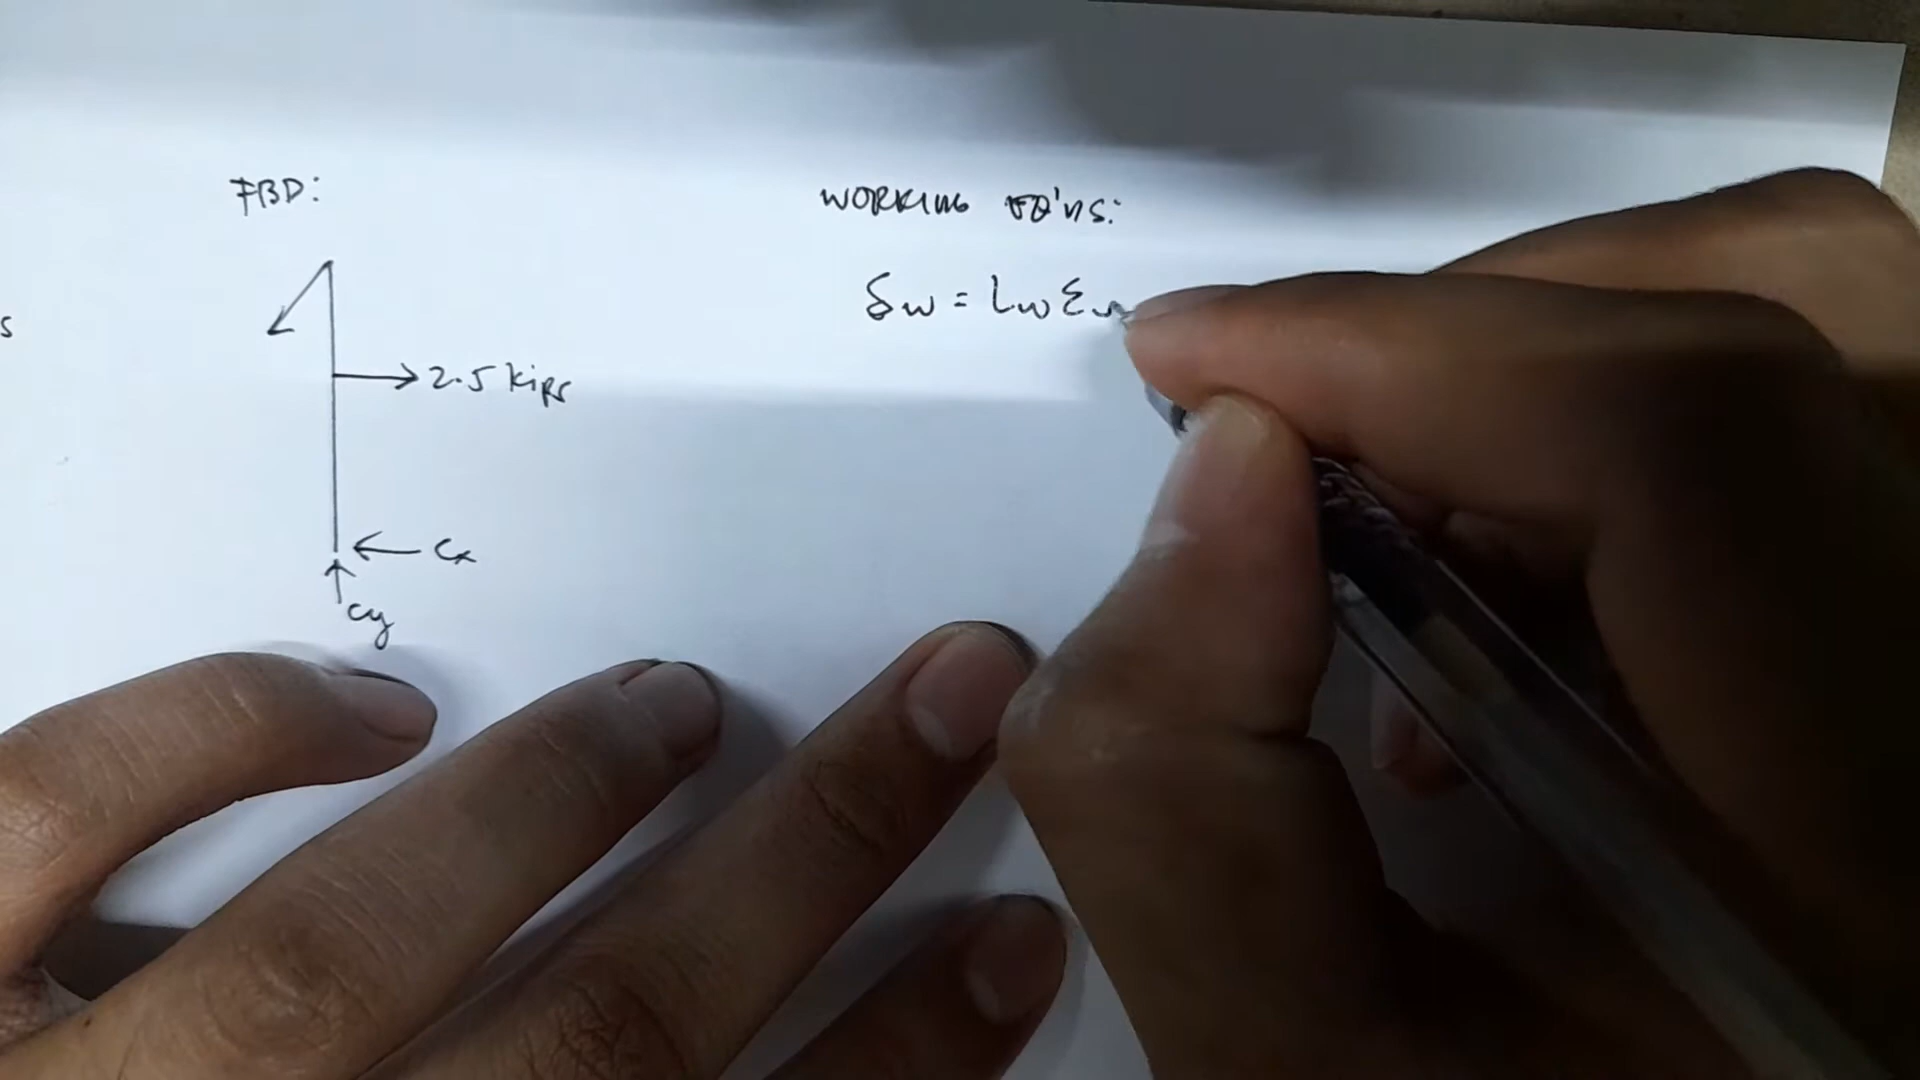 FBD:
WORKING EQ'NS:
δw = Lw εw
s
2.5 kips
Cx
Cy